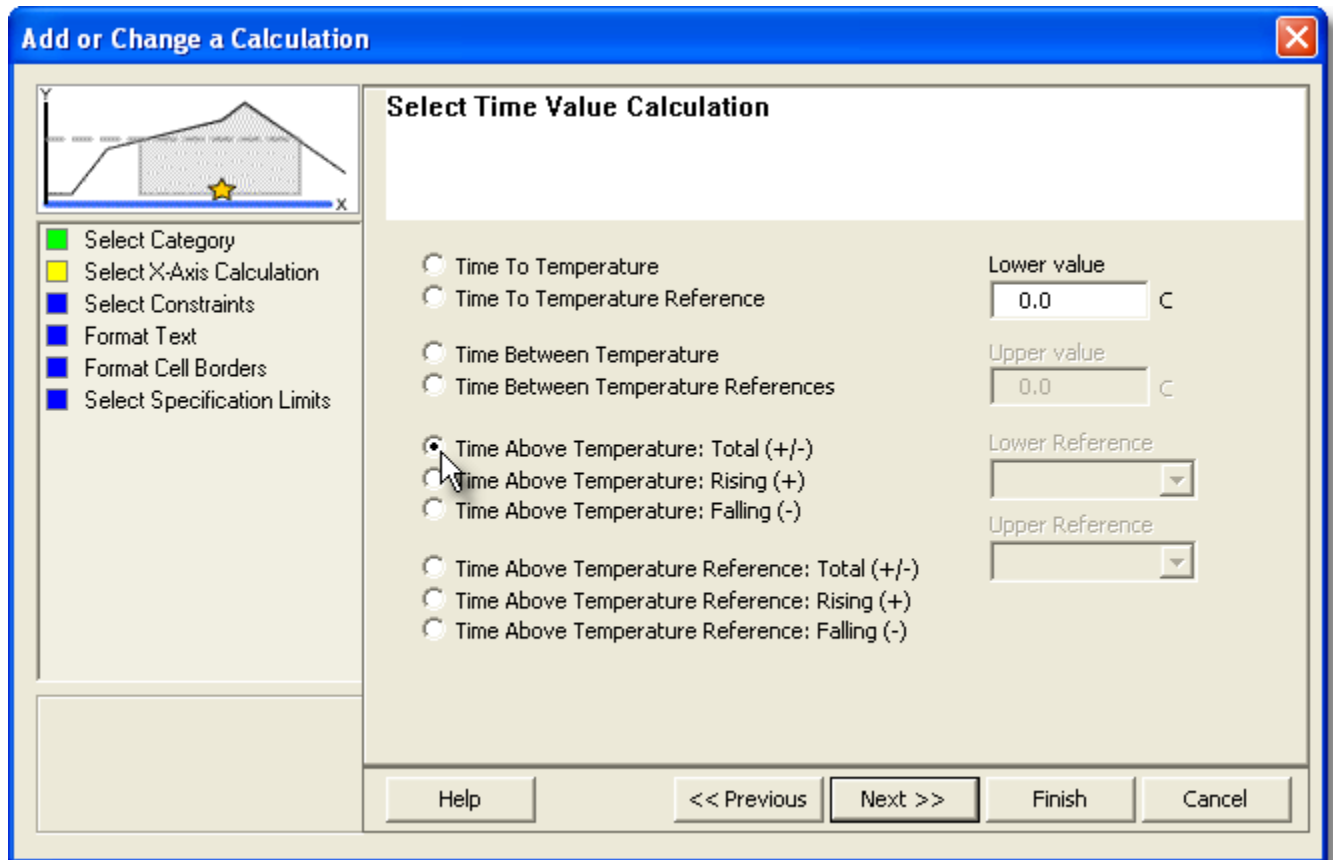 Add or Change a Calculation
Y
X
Select Category
Select X-Axis Calculation
Select Constraints
Format Text
Format Cell Borders
Select Specification Limits
Select Time Value Calculation
Time To Temperature
Time To Temperature Reference
Time Between Temperature
Time Between Temperature References
Time Above Temperature: Total (+/-)
Time Above Temperature: Rising (+)
Time Above Temperature: Falling (-)
Time Above Temperature Reference: Total (+/-)
Time Above Temperature Reference: Rising (+)
Time Above Temperature Reference: Falling (-)
Lower value
0.0 C
Upper value
0.0 C
Lower Reference
Upper Reference
Help
<< Previous
Next >>
Finish
Cancel